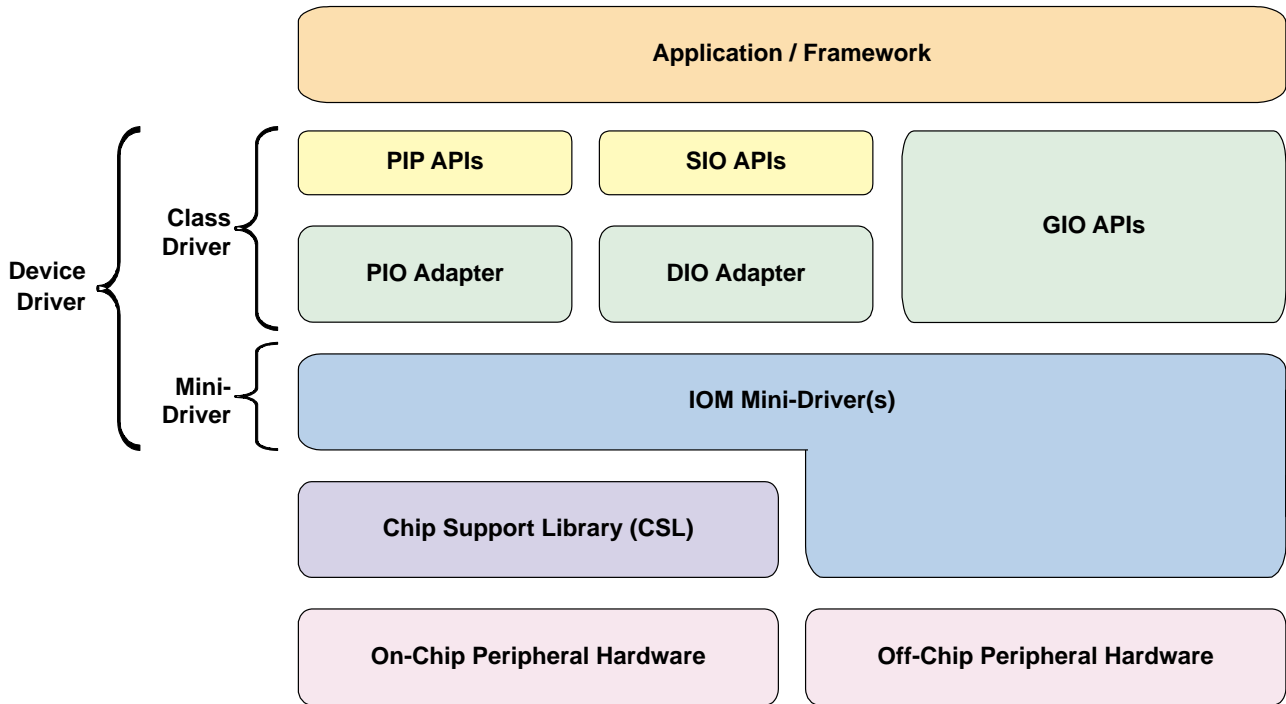 Application / Framework
PIP APIs
SIO APIs
GIO APIs
Class
Driver
PIO Adapter
DIO Adapter
Device
Driver
Mini-
Driver
IOM Mini-Driver(s)
Chip Support Library (CSL)
On-Chip Peripheral Hardware
Off-Chip Peripheral Hardware